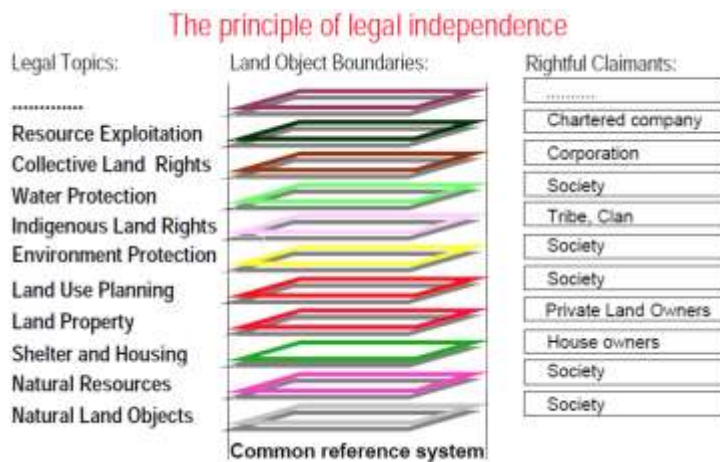 The principle of legal independence
Legal Topics: Land Object Boundaries: Rightful Claimants:
............. ..........
Resource Exploitation Chartered company
Collective Land Rights Corporation
Water Protection Society
Indigenous Land Rights Tribe, Clan
Environment Protection Society
Land Use Planning Society
Land Property Private Land Owners
Shelter and Housing House owners
Natural Resources Society
Natural Land Objects Society
Common reference system